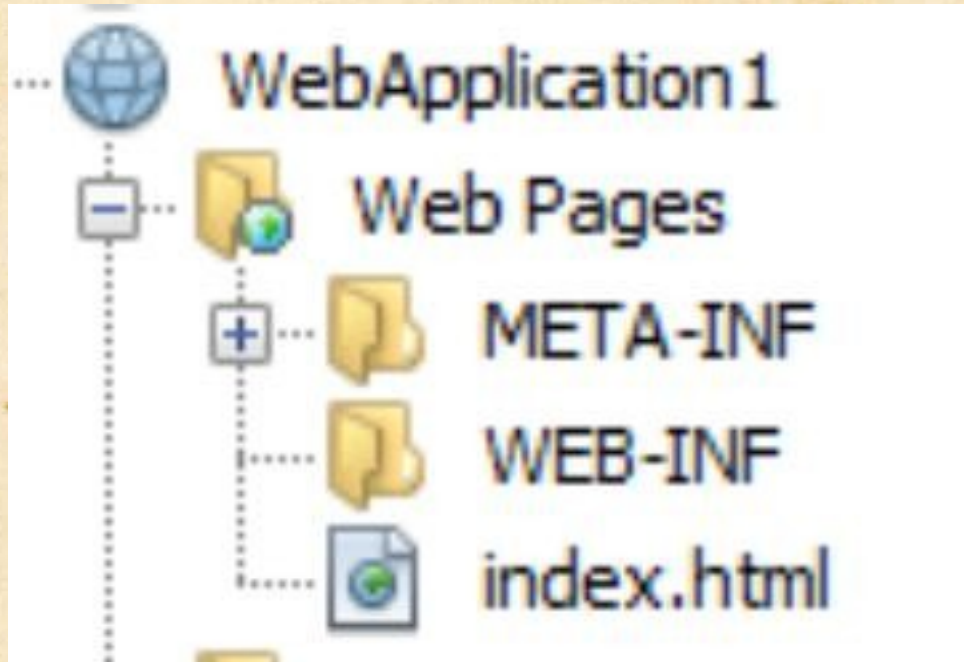 WebApplication1
Web Pages
META-INF
WEB-INF
index.html